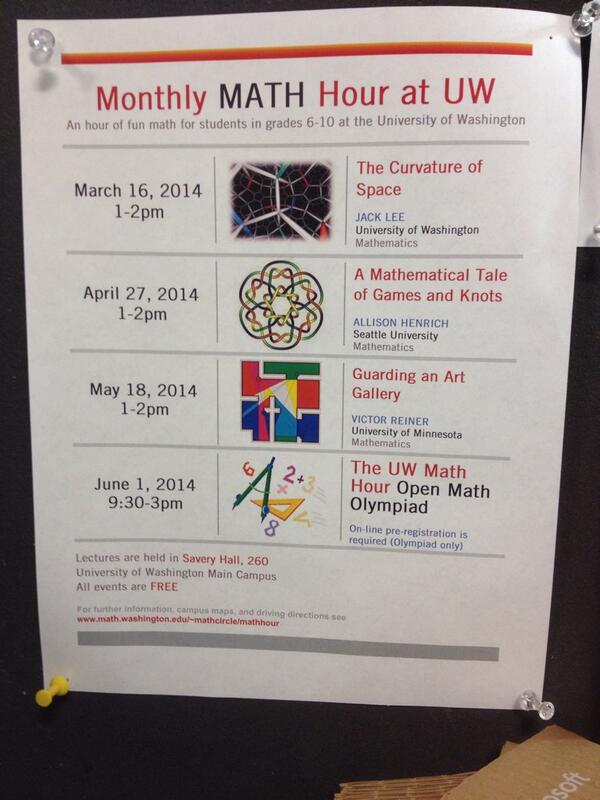 Monthly MATH Hour at UW
An hour of fun math for students in grades 6-10 at the University of Washington
March 16, 2014
1-2pm
The Curvature of
Space
JACK LEE
University of Washington
Mathematics
April 27, 2014
1-2pm
A Mathematical Tale
of Games and Knots
ALLISON HENRICH
Seattle University
Mathematics
May 18, 2014
1-2pm
Guarding an Art
Gallery
VICTOR REINER
University of Minnesota
Mathematics
June 1, 2014
9:30-3pm
6 2+3
x
8
The UW Math
Hour Open Math
Olympiad
On-line pre-registration is
required (Olympiad only)
Lectures are held in Savery Hall, 260
University of Washington Main Campus
All events are FREE
For further information, campus maps, and driving directions see
www.math.washington.edu/~mathcircle/mathhour